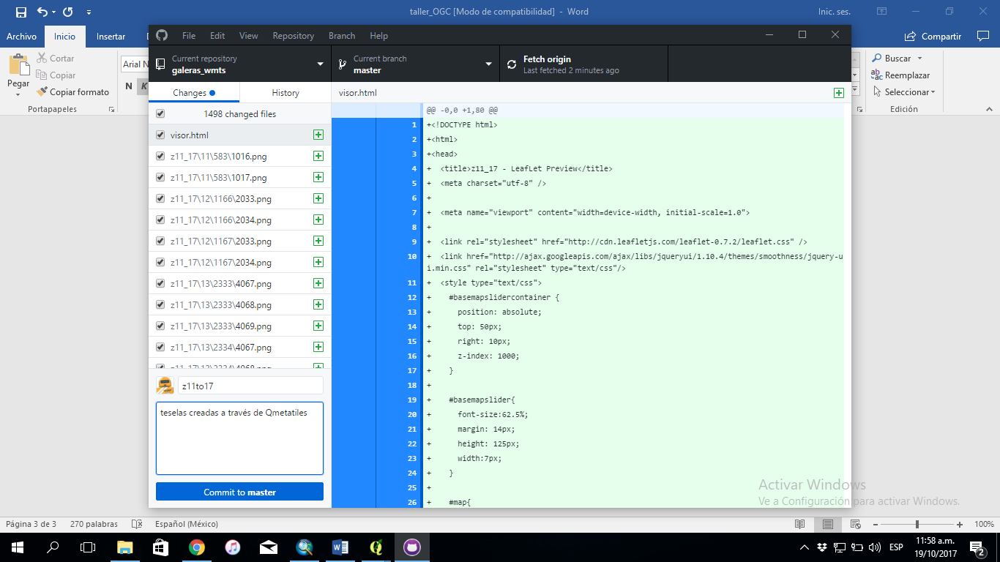 taller_OGC [Modo de compatibilidad] - Word
Inic. ses.
Archivo
Inicio
Insertar
Compartir
File
Edit
View
Repository
Branch
Help
Pegar
Cortar
Copiar
Copiar formato
Portapapeles
Arial N
N K
Buscar
Reemplazar
Seleccionar
Edición
Current repository
galeras_wmts
Current branch
master
Fetch origin
Last fetched 2 minutes ago
Changes
History
visor.html
1498 changed files
visor.html
z11_17\11\583\1016.png
z11_17\11\583\1017.png
z11_17\12\1166\2033.png
z11_17\12\1166\2034.png
z11_17\12\1167\2033.png
z11_17\12\1167\2034.png
z11_17\13\2333\4067.png
z11_17\13\2333\4068.png
z11_17\13\2333\4069.png
z11_17\13\2334\4067.png
z11_17\13\2334\4068.png
z11to17
teselas creadas a través de Qmetatiles
Commit to master
@@ -0,0 +1,80 @@
1 +<!DOCTYPE html>
2 +<html>
3 +<head>
4 +  <title>z11_17 - LeafLet Preview</title>
5 +  <meta charset="utf-8" />
6 +
7 +  <meta name="viewport" content="width=device-width, initial-scale=1.0">
8 +
9 +  <link rel="stylesheet" href="http://cdn.leafletjs.com/leaflet-0.7.2/leaflet.css" />
10 +  <link href="http://ajax.googleapis.com/ajax/libs/jqueryui/1.10.4/themes/smoothness/jquery-u
i.min.css" rel="stylesheet" type="text/css"/>
11 +  <style type="text/css">
12 +    #basemapslidercontainer {
13 +      position: absolute;
14 +      top: 50px;
15 +      right: 10px;
16 +      z-index: 1000;
17 +    }
18 +
19 +    #basemapslider{
20 +      font-size:62.5%;
21 +      margin: 14px;
22 +      height: 125px;
23 +      width:7px;
24 +    }
25 +
26 +    #map{
Activar Windows
Ve a Configuración para activar Windows.
Página 3 de 3
270 palabras
Español (México)
100%
ESP
11:58 a.m.
19/10/2017
2